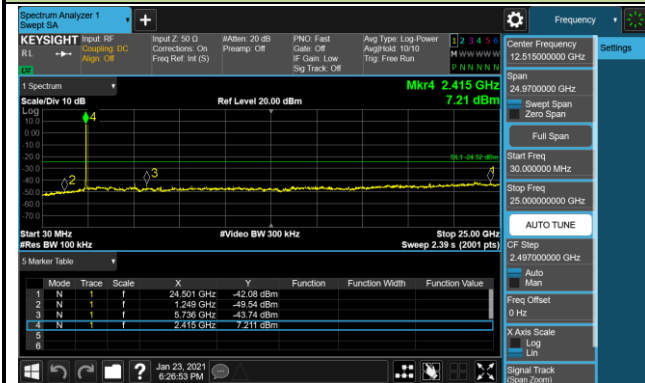 Spectrum Analyzer 1
Swept SA
Frequency
KEYSIGHT
RL
Input: RF
Coupling: DC
Align: Off
Input Z: 50 Ω
Corrections: On
Freq Ref: Int (S)
#Atten: 20 dB
Preamp: Off
PNO: Fast
Gate: Off
IF Gain: Low
Sig Track: Off
Avg Type: Log-Power
Avg|Hold: 10/10
Trig: Free Run
1 2 3 4 5 6
M W W W W W
P N N N N N
1 Spectrum
Mkr4 2.415 GHz
Scale/Div 10 dB
Ref Level 20.00 dBm
7.21 dBm
Log
10.0
0.00
-10.0
-20.0
-30.0
-40.0
-50.0
-60.0
-70.0
4
2
3
1
DL1 -24.52 dBm
Start 30 MHz
#Video BW 300 kHz
Stop 25.00 GHz
#Res BW 100 kHz
Sweep 2.39 s (2001 pts)
5 Marker Table
Mode Trace Scale X Y Function Function Width Function Value
1 N 1 f 24.501 GHz -42.08 dBm
2 N 1 f 1.249 GHz -49.54 dBm
3 N 1 f 5.736 GHz -43.74 dBm
4 N 1 f 2.415 GHz 7.211 dBm
5
6
Jan 23, 2021
6:26:53 PM
Center Frequency
12.515000000 GHz
Settings
Span
24.9700000 GHz
Swept Span
Zero Span
Full Span
Start Freq
30.000000 MHz
Stop Freq
25.000000000 GHz
AUTO TUNE
CF Step
2.497000000 GHz
Auto
Man
Freq Offset
0 Hz
X Axis Scale
Log
Lin
Signal Track
(Span Zoom)